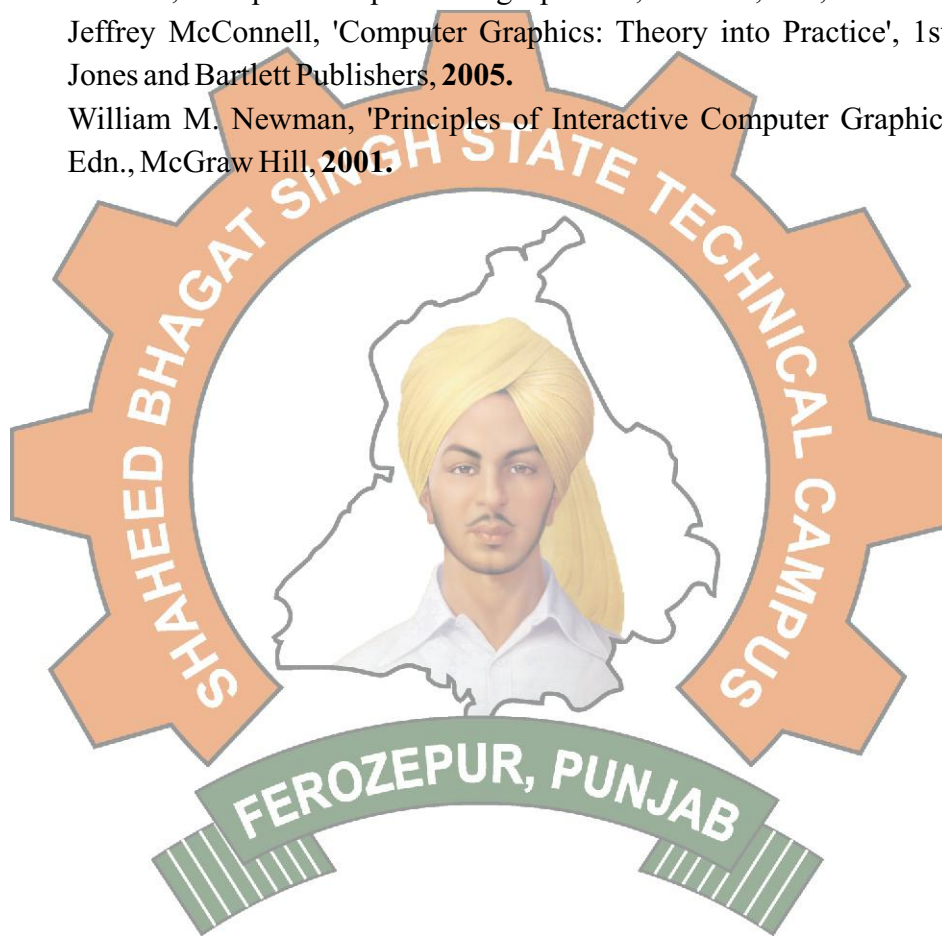 Jeffrey McConnell, 'Computer Graphics: Theory into Practice', 1st
Jones and Bartlett Publishers, 2005.
William M. Newman, 'Principles of Interactive Computer Graphic
Edn., McGraw Hill, 2001.
SHAHEED BHAGAT SINGH STATE TECHNICAL CAMPUS
FEROZEPUR, PUNJAB